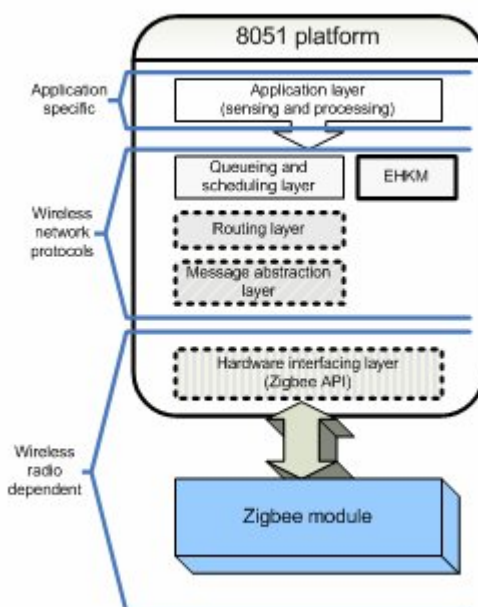 8051 platform
Application
specific
Application layer
(sensing and processing)
Queueing and
scheduling layer
EHKM
Wireless
network
protocols
Routing layer
Message abstraction
layer
Hardware interfacing layer
(Zigbee API)
Wireless
radio
dependent
Zigbee module